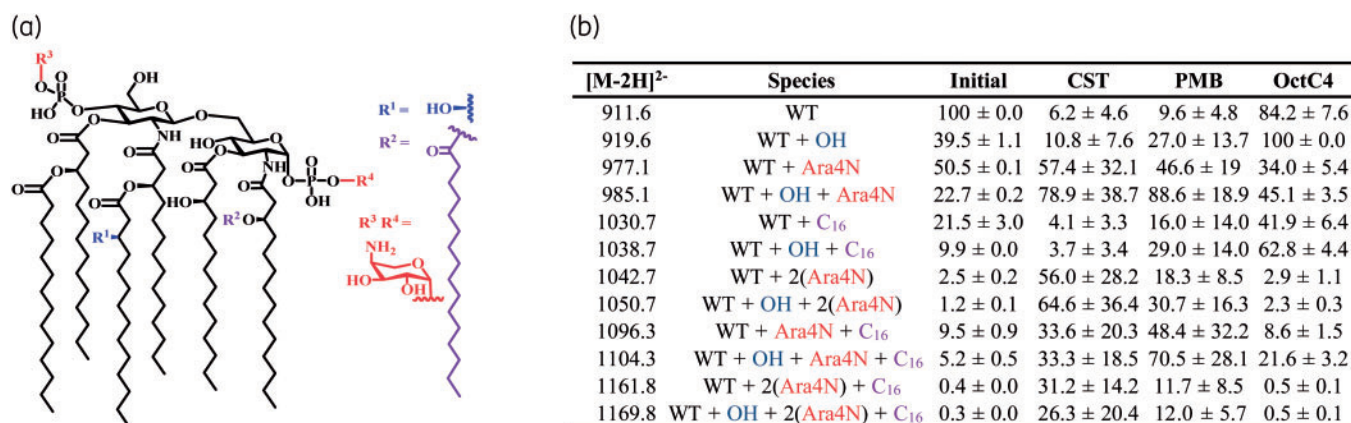 (a)
R³
O
O
P
HO
O
OH
O
O
O
NH
O
O
O
HO
O
O
O
NH
O
O
O
P
O
R⁴
OH
O
O
O
O
O
HO
R²O
R¹
R¹ = HO
R² =
O
R³ R⁴ =
NH₂
HO
O
OH
(b)
[M-2H]²⁻ Species Initial CST PMB OctC4
911.6 WT 100 ± 0.0 6.2 ± 4.6 9.6 ± 4.8 84.2 ± 7.6
919.6 WT + OH 39.5 ± 1.1 10.8 ± 7.6 27.0 ± 13.7 100 ± 0.0
977.1 WT + Ara4N 50.5 ± 0.1 57.4 ± 32.1 46.6 ± 19 34.0 ± 5.4
985.1 WT + OH + Ara4N 22.7 ± 0.2 78.9 ± 38.7 88.6 ± 18.9 45.1 ± 3.5
1030.7 WT + C₁₆ 21.5 ± 3.0 4.1 ± 3.3 16.0 ± 14.0 41.9 ± 6.4
1038.7 WT + OH + C₁₆ 9.9 ± 0.0 3.7 ± 3.4 29.0 ± 14.0 62.8 ± 4.4
1042.7 WT + 2(Ara4N) 2.5 ± 0.2 56.0 ± 28.2 18.3 ± 8.5 2.9 ± 1.1
1050.7 WT + OH + 2(Ara4N) 1.2 ± 0.1 64.6 ± 36.4 30.7 ± 16.3 2.3 ± 0.3
1096.3 WT + Ara4N + C₁₆ 9.5 ± 0.9 33.6 ± 20.3 48.4 ± 32.2 8.6 ± 1.5
1104.3 WT + OH + Ara4N + C₁₆ 5.2 ± 0.5 33.3 ± 18.5 70.5 ± 28.1 21.6 ± 3.2
1161.8 WT + 2(Ara4N) + C₁₆ 0.4 ± 0.0 31.2 ± 14.2 11.7 ± 8.5 0.5 ± 0.1
1169.8 WT + OH + 2(Ara4N) + C₁₆ 0.3 ± 0.0 26.3 ± 20.4 12.0 ± 5.7 0.5 ± 0.1